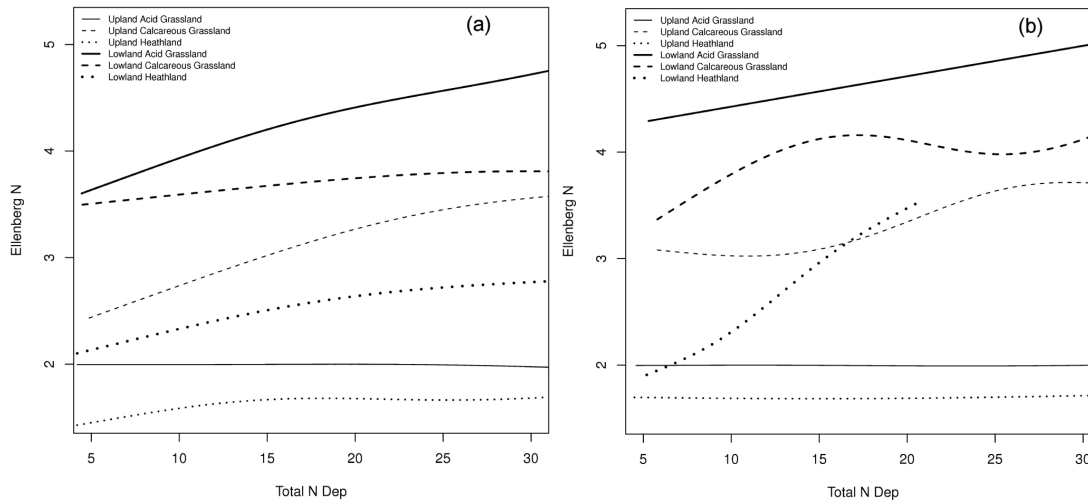 (a)
Upland Acid Grassland
Upland Calcareous Grassland
Upland Heathland
Lowland Acid Grassland
Lowland Calcareous Grassland
Lowland Heathland
5
4
3
2
Ellenberg N
5 10 15 20 25 30
Total N Dep
(b)
Upland Acid Grassland
Upland Calcareous Grassland
Upland Heathland
Lowland Acid Grassland
Lowland Calcareous Grassland
Lowland Heathland
5
4
3
2
Ellenberg N
5 10 15 20 25 30
Total N Dep